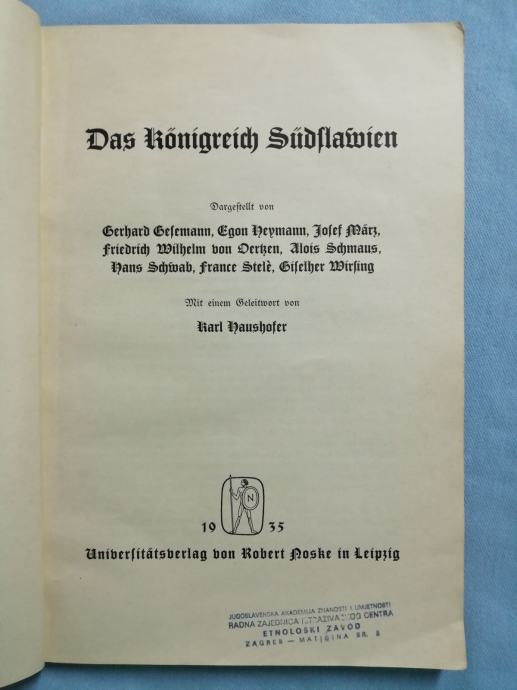 Das Königreich Südslawien
Dargestellt von
Gerhard Gesemann, Egon Heymann, Josef März,
Friedrich Wilhelm von Oertzen, Alois Schmaus,
Hans Schwab, France Stelè, Giselher Wirsing
Mit einem Geleitwort von
Karl Haushofer
N
19 35
Universitätsverlag von Robert Noske in Leipzig
JUGOSLAVENSKA AKADEMIJA ZNANOSTI I UMJETNOSTI
RADNA ZAJEDNICA ISTRAŽIVAČKOG CENTRA
ETNOLOŠKI ZAVOD
ZAGREB — MATIČINA BR. 2